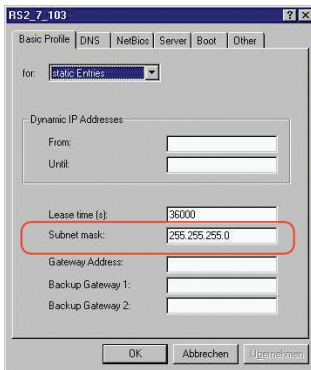 RS2_7_103
Basic Profile DNS NetBios Server Boot Other
for: static Entries
Dynamic IP Addresses
From:
Until:
Lease time (s): 36000
Subnet mask: 255.255.255.0
Gateway Address:
Backup Gateway 1:
Backup Gateway 2:
OK Abbrechen Übernehmen